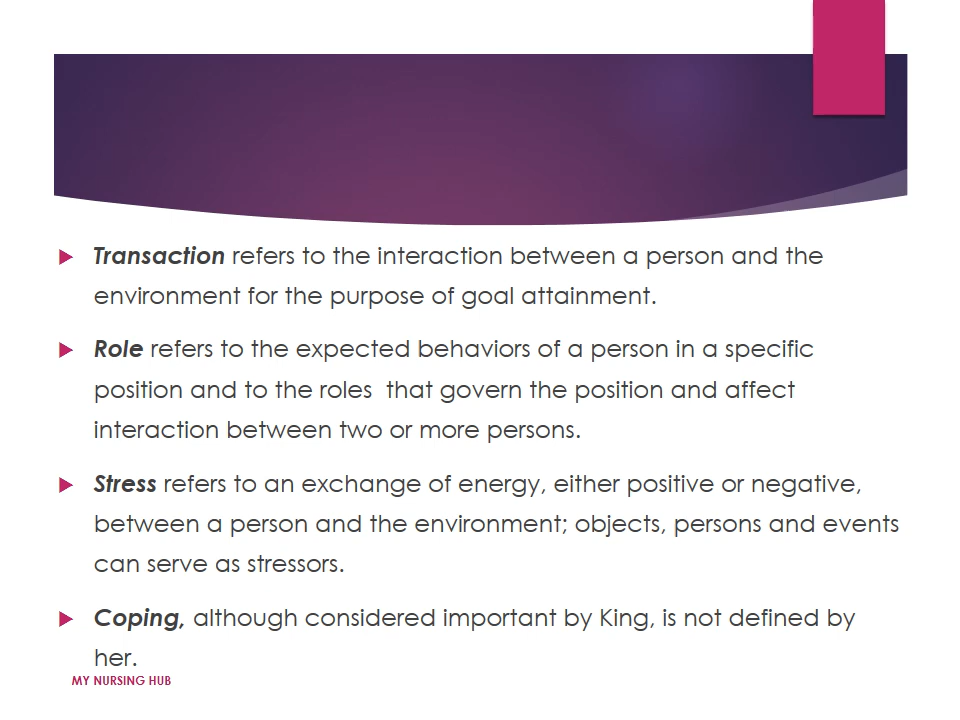 Transaction refers to the interaction between a person and the
environment for the purpose of goal attainment.
Role refers to the expected behaviors of a person in a specific
position and to the roles  that govern the position and affect
interaction between two or more persons.
Stress refers to an exchange of energy, either positive or negative,
between a person and the environment; objects, persons and events
can serve as stressors.
Coping, although considered important by King, is not defined by
her.
MY NURSING HUB